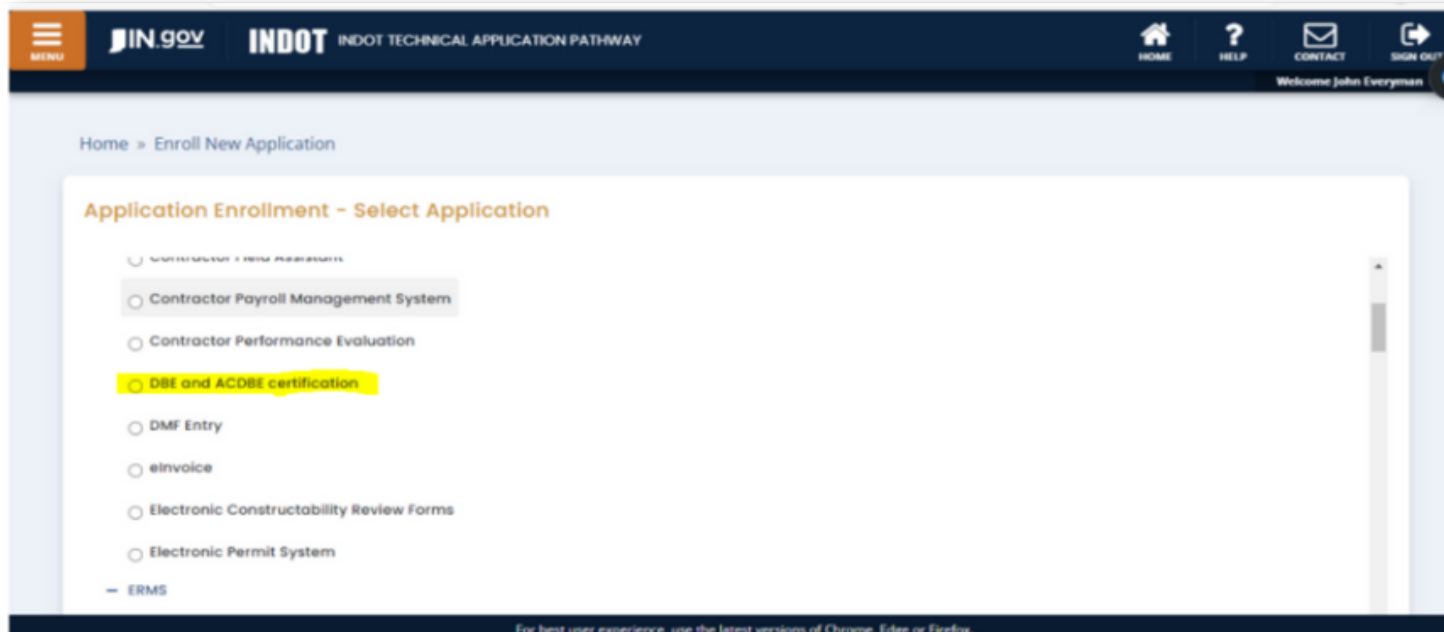 IN.gov INDOT INDOT TECHNICAL APPLICATION PATHWAY
MENU HOME HELP CONTACT SIGN OUT
Welcome John Everyman
Home » Enroll New Application
Application Enrollment - Select Application
Contractor Field Assistant
Contractor Payroll Management System
Contractor Performance Evaluation
DBE and ACDBE certification
DMF Entry
eInvoice
Electronic Constructability Review Forms
Electronic Permit System
− ERMS
For best user experience, use the latest versions of Chrome, Edge or Firefox